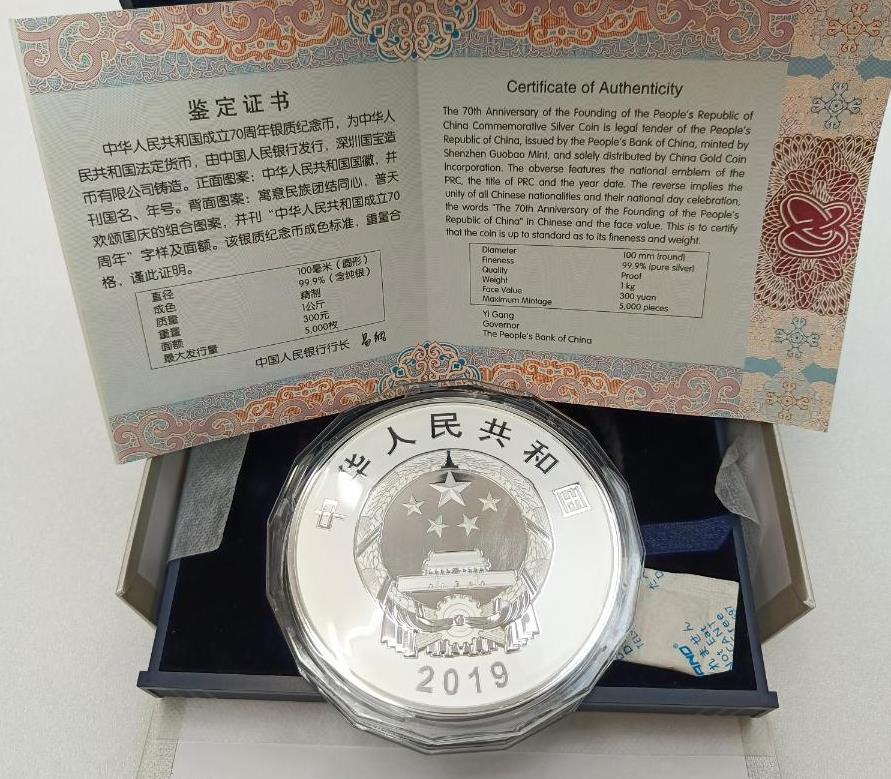 鉴定证书
中华人民共和国成立70周年银质纪念币，为中华人
民共和国法定货币，由中国人民银行发行，深圳国宝造
币有限公司铸造。正面图案：中华人民共和国国徽，并
刊国名、年号。背面图案：寓意民族团结同心，普天
欢颂国庆的组合图案，并刊“中华人民共和国成立70
周年”字样及面额。该银质纪念币成色标准，重量合
格，谨此证明。
直径 100毫米（圆形）
成色 99.9%（含纯银）
质量 精制
重量 1公斤
面额 300元
最大发行量 5,000枚
中国人民银行行长
Certificate of Authenticity
The 70th Anniversary of the Founding of the People's Republic of
China Commemorative Silver Coin is legal tender of the People's
Republic of China, issued by the People's Bank of China, minted by
Shenzhen Guobao Mint, and solely distributed by China Gold Coin
Incorporation. The obverse features the national emblem of the
PRC, the title of PRC and the year date. The reverse implies the
unity of all Chinese nationalities and their national day celebration,
the words "The 70th Anniversary of the Founding of the People's
Republic of China" in Chinese and the face value. This is to certify
that the coin is up to standard as to its fineness and weight.
Diameter 100 mm (round)
Fineness 99.9% (pure silver)
Quality Proof
Weight 1 kg
Face Value 300 yuan
Maximum Mintage 5,000 pieces
Yi Gang
Governor
The People's Bank of China
中华人民共和国
2019